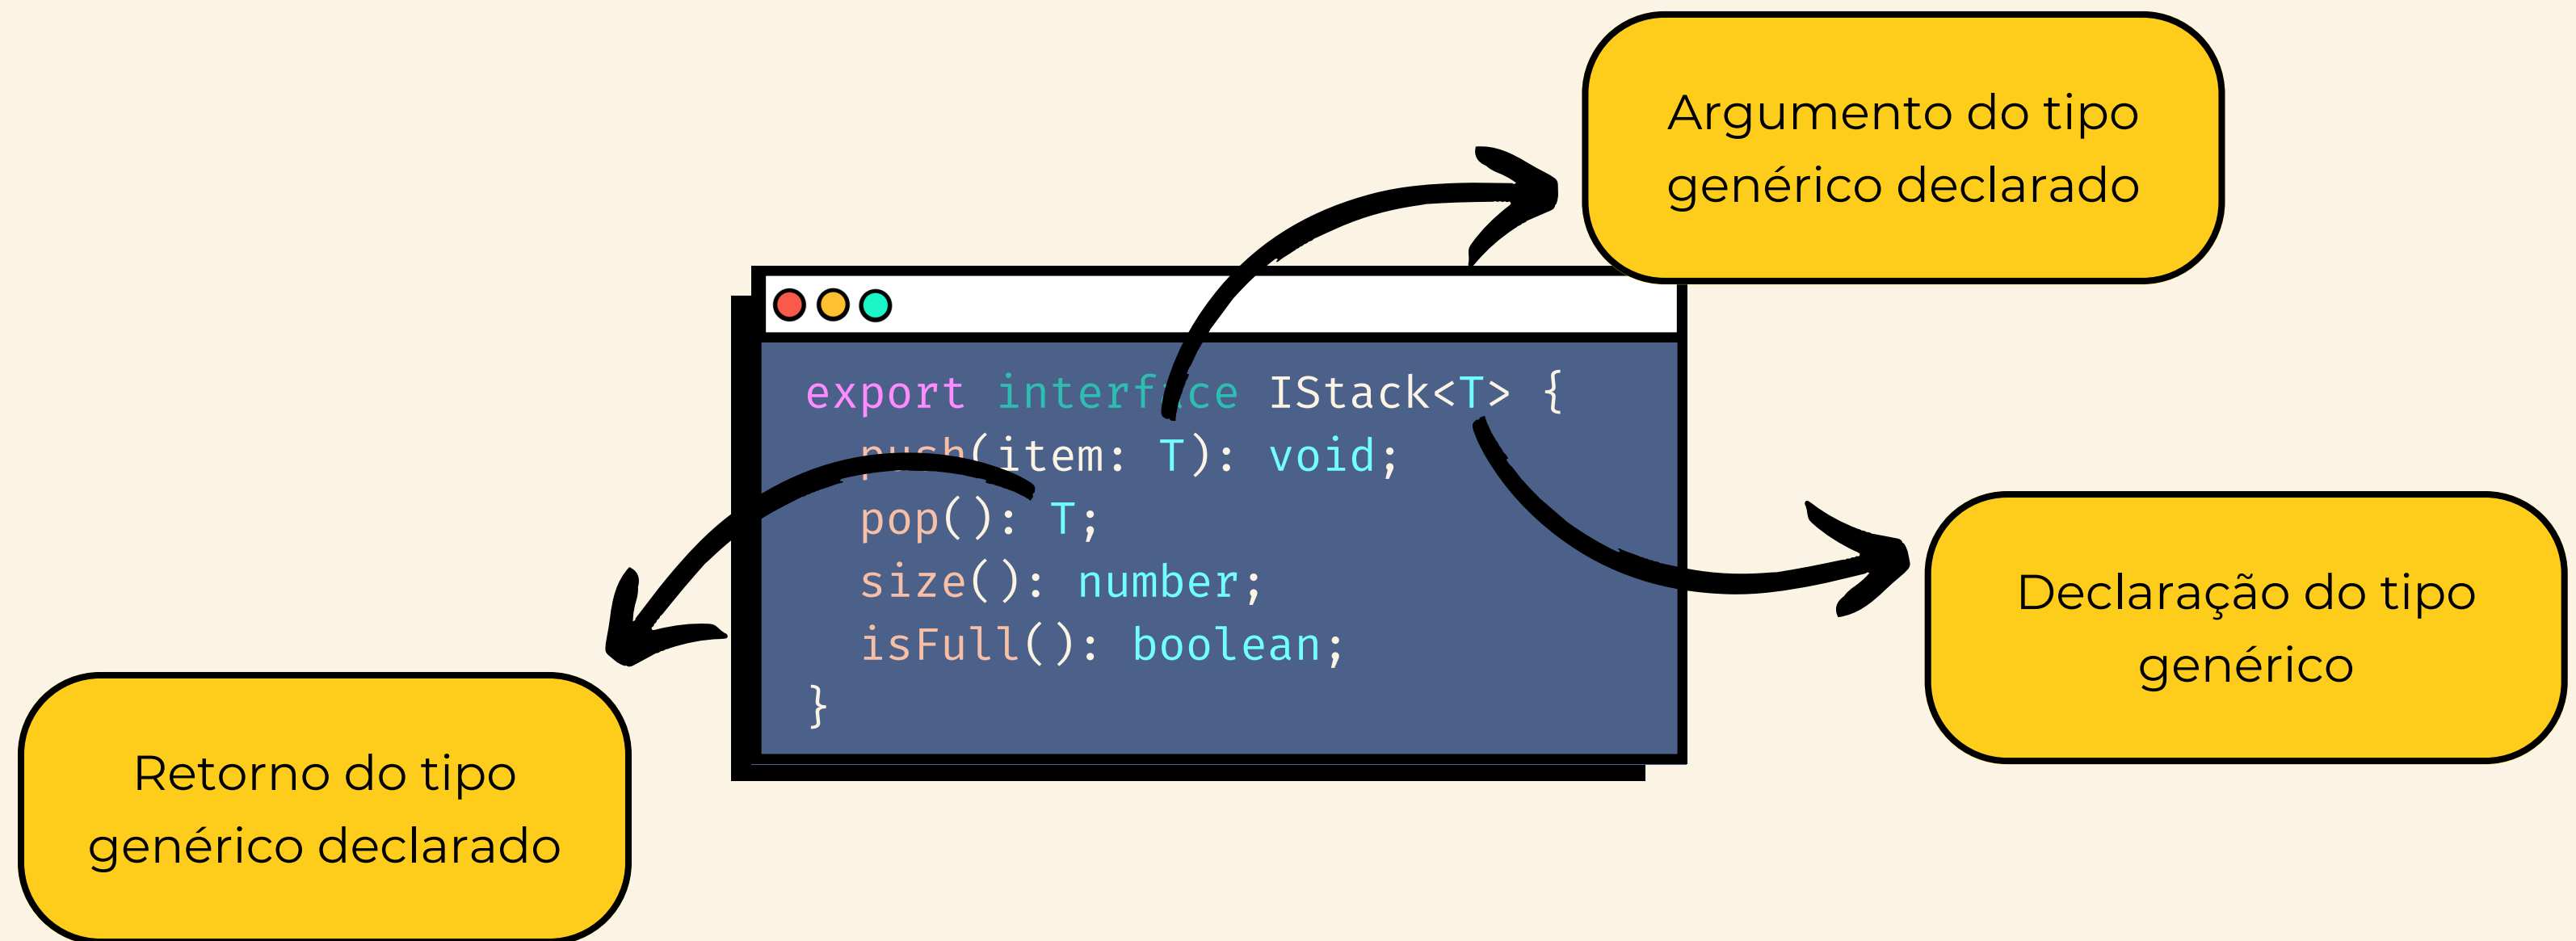 Argumento do tipo
genérico declarado
export interface IStack<T> {
push(item: T): void;
pop(): T;
size(): number;
isFull(): boolean;
}
Declaração do tipo
genérico
Retorno do tipo
genérico declarado